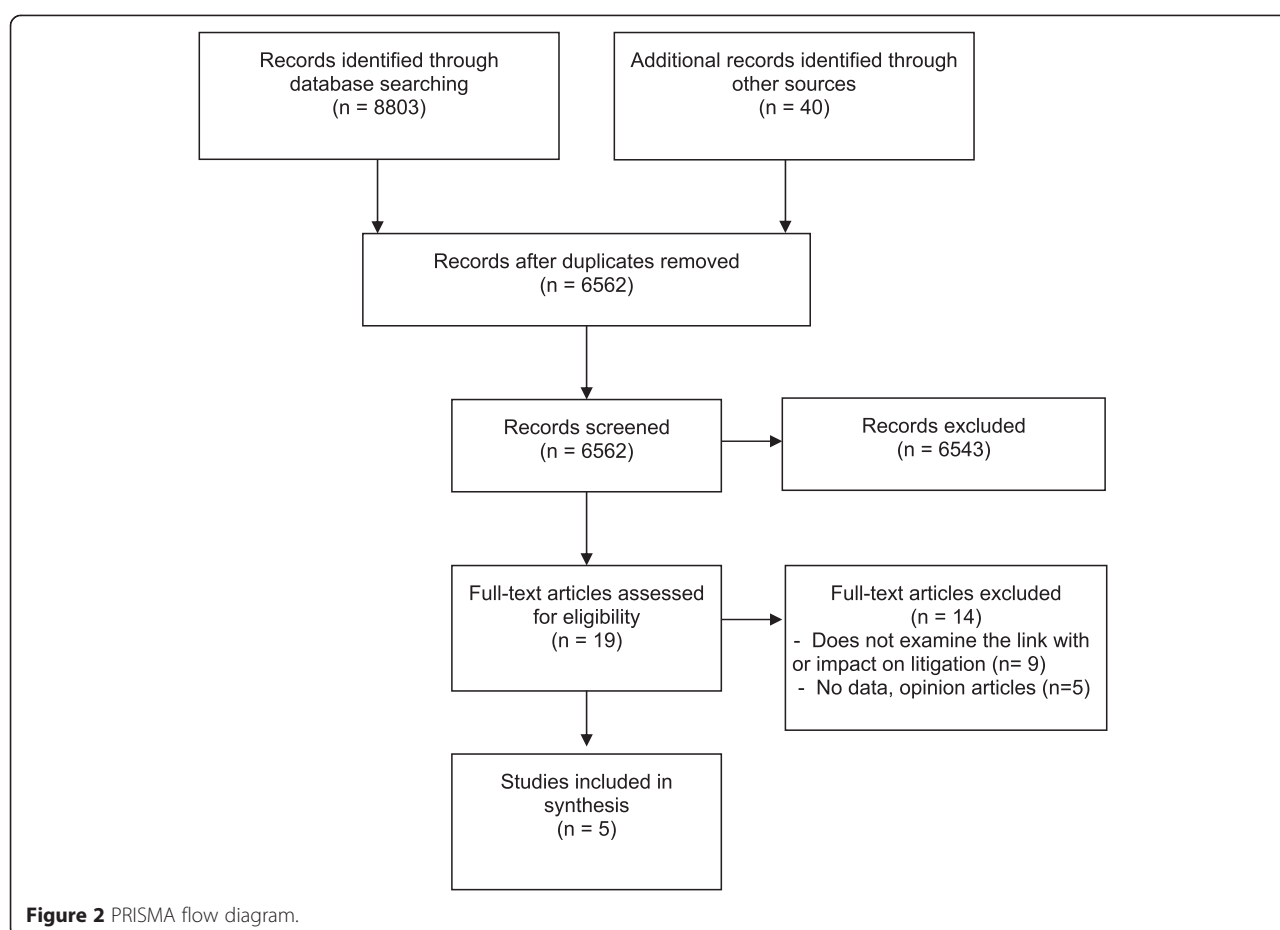 Records identified through
database searching
(n = 8803)
Additional records identified through
other sources
(n = 40)
Records after duplicates removed
(n = 6562)
Records screened
(n = 6562)
Records excluded
(n = 6543)
Full-text articles assessed
for eligibility
(n = 19)
Full-text articles excluded
(n = 14)
- Does not examine the link with
or impact on litigation (n= 9)
- No data, opinion articles (n=5)
Studies included in
synthesis
(n = 5)
Figure 2 PRISMA flow diagram.